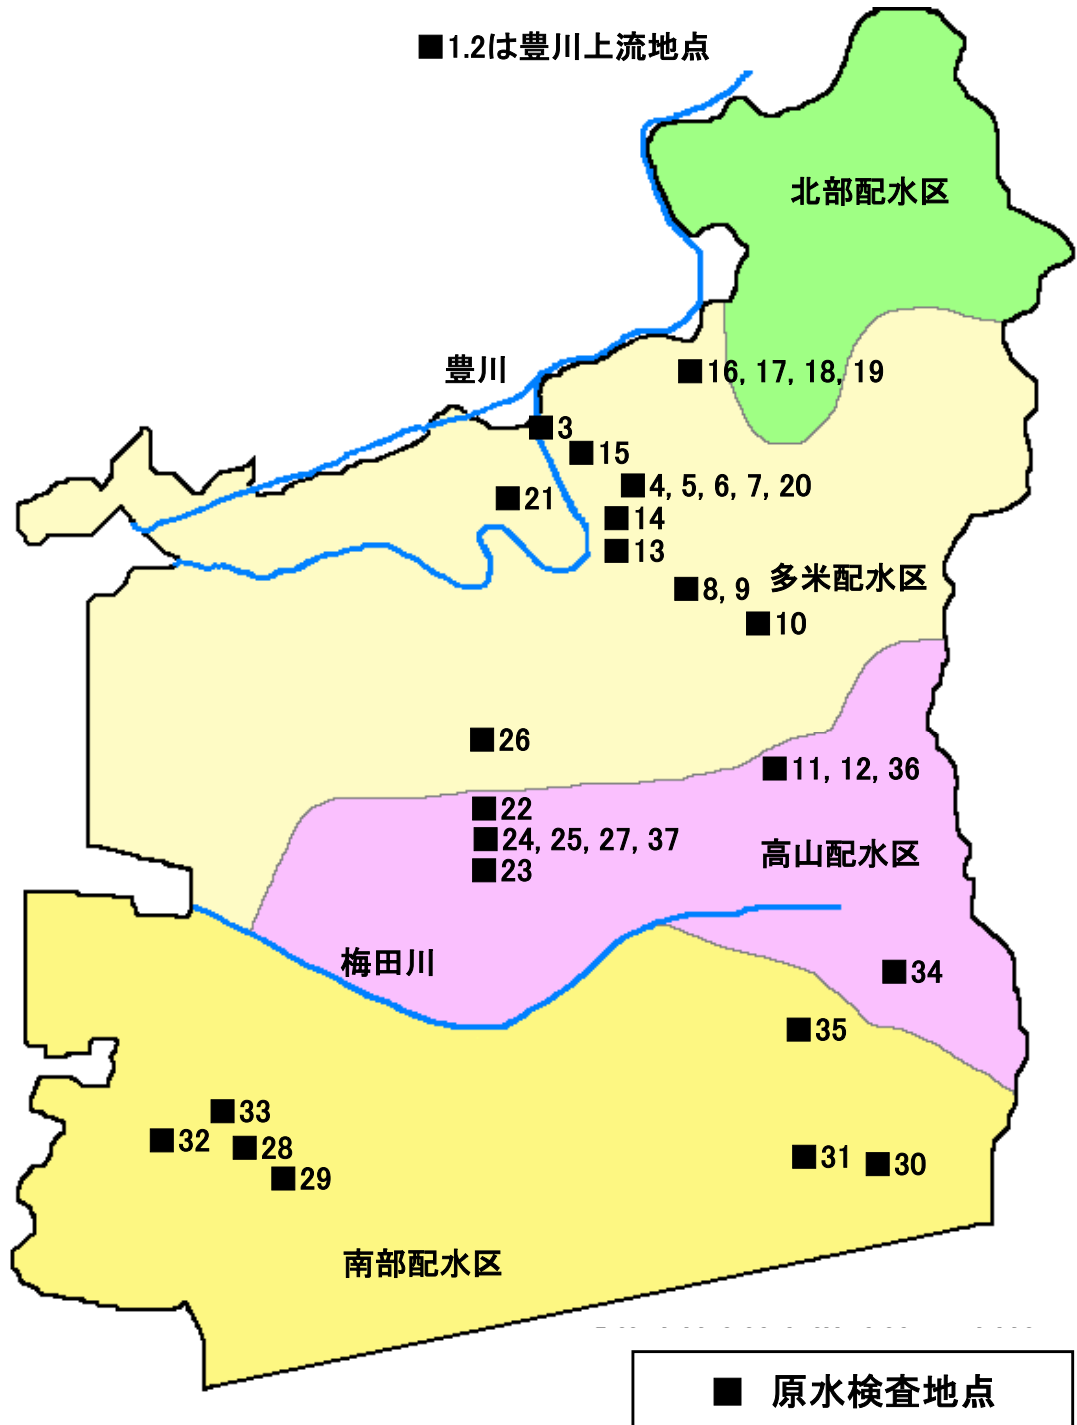 ■1.2は豊川上流地点
北部配水区
豊川
■16, 17, 18, 19
■3
■15
■4, 5, 6, 7, 20
■21
■14
■13
多米配水区
■8, 9
■10
■26
■11, 12, 36
■22
■24, 25, 27, 37
高山配水区
■23
梅田川
■34
■35
■33
■32
■28
■31
■30
■29
南部配水区
■ 原水検査地点